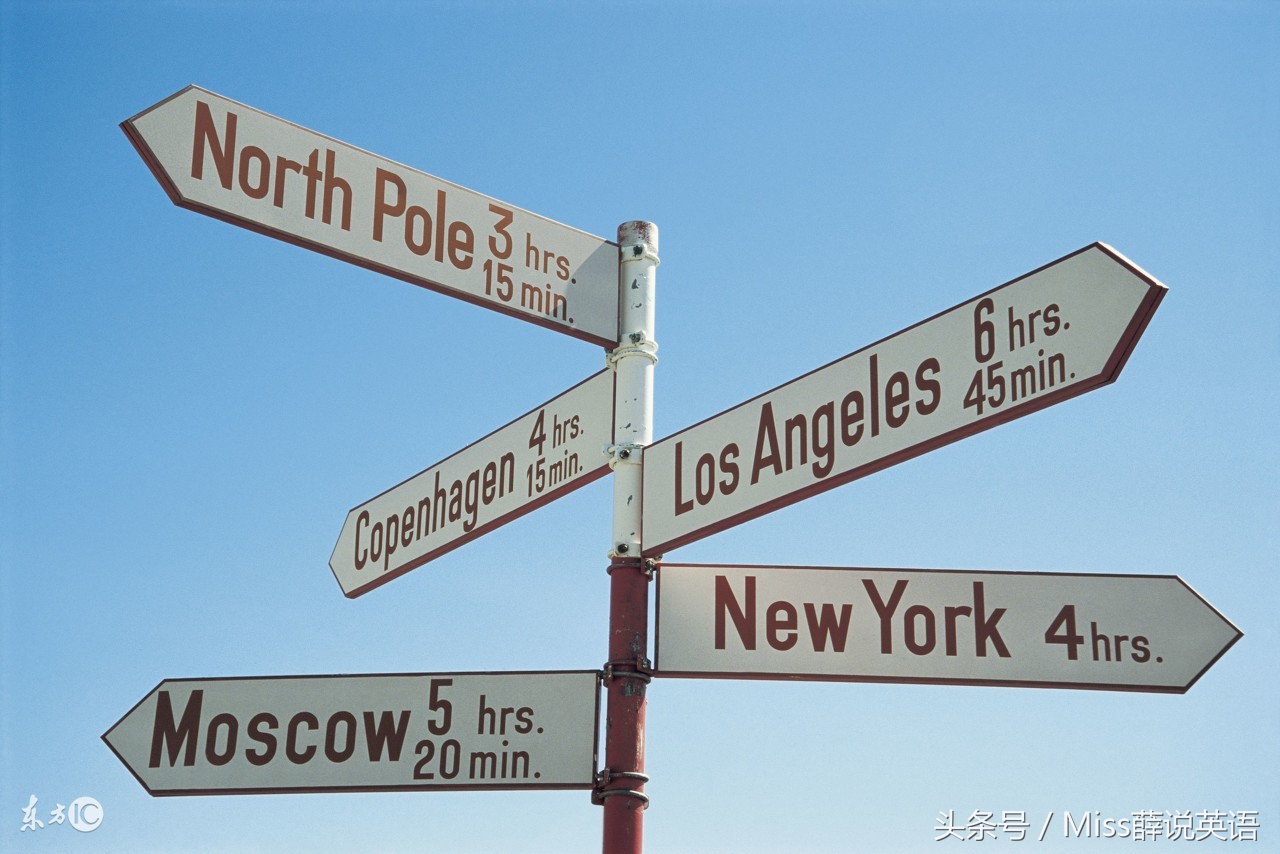 North Pole 3 hrs.
15 min.
Los Angeles 6 hrs.
45 min.
Copenhagen 4 hrs.
15 min.
New York 4 hrs.
Moscow 5 hrs.
20 min.
东方IC
头条号 / Miss薛说英语